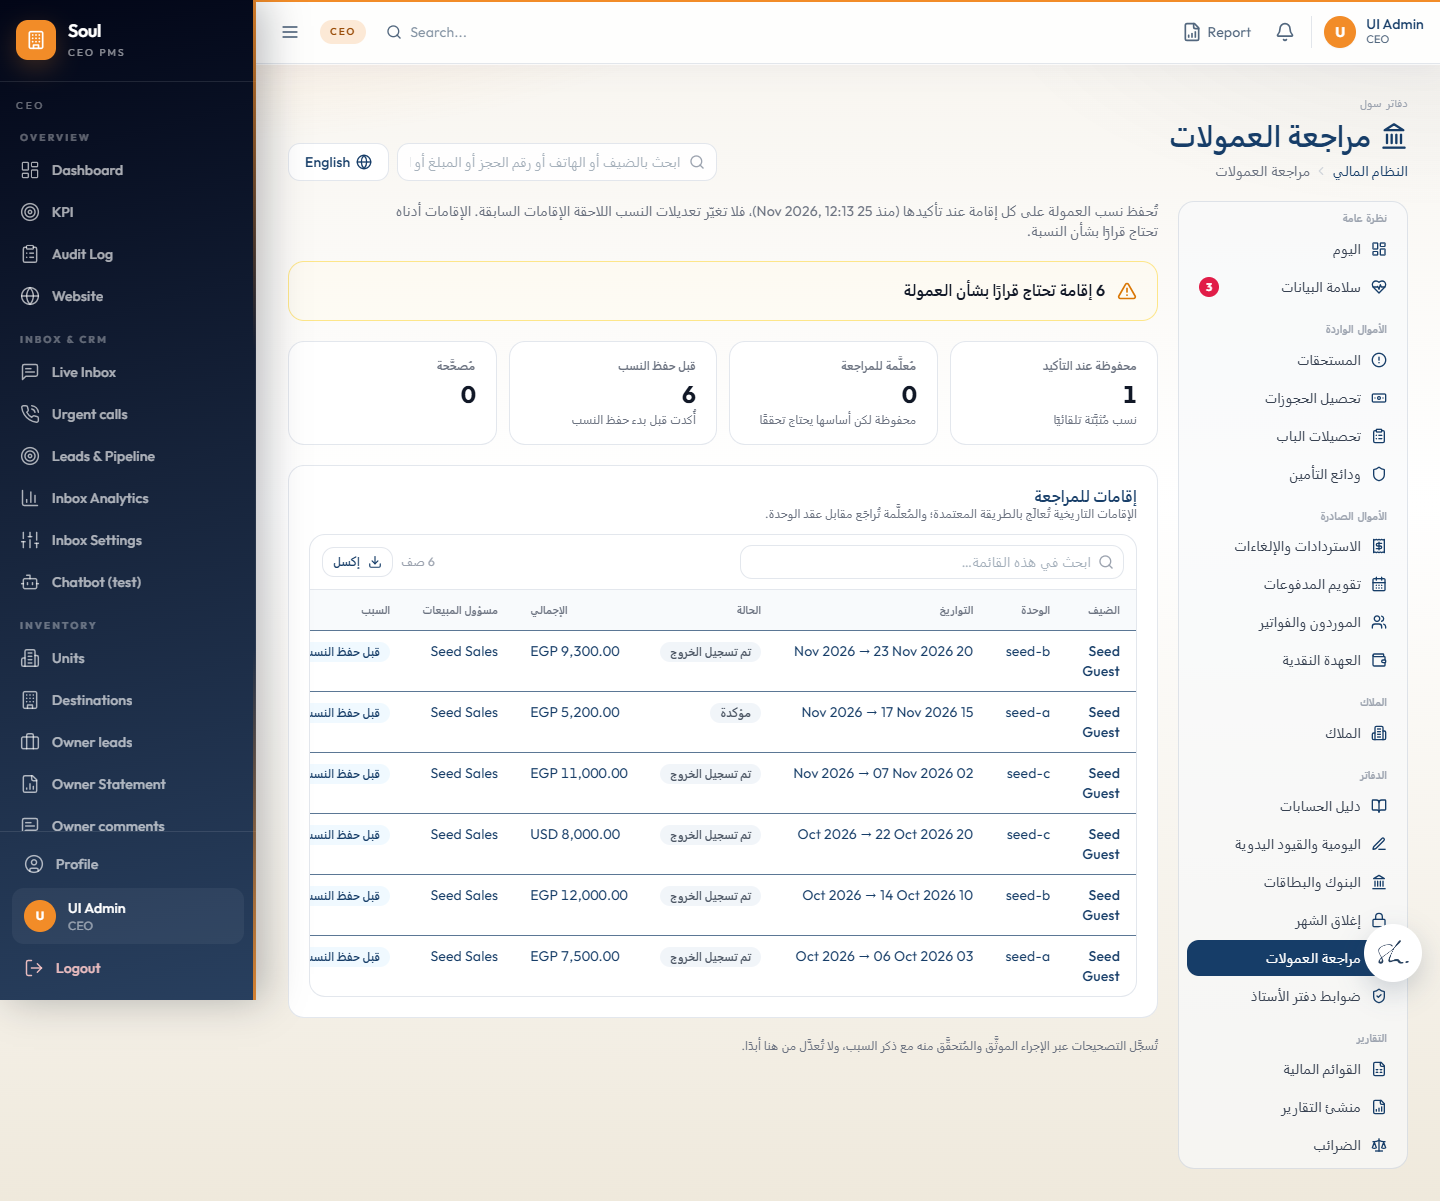 Soul
CEO PMS
CEO
OVERVIEW
Dashboard
KPI
Audit Log
Website
INBOX & CRM
Live Inbox
Urgent calls
Leads & Pipeline
Inbox Analytics
Inbox Settings
Chatbot (test)
INVENTORY
Units
Destinations
Owner leads
Owner Statement
Owner comments
Profile
U
UI Admin
CEO
Logout
CEO
Search...
Report
U
UI Admin
CEO
دفاتر سول
مراجعة العمولات
النظام المالي
مراجعة العمولات
ابحث بالضيف أو الهاتف أو رقم الحجز أو المبلغ أو
English
نظرة عامة
اليوم
سلامة البيانات
3
الأموال الواردة
المستحقات
تحصيل الحجوزات
تحصيلات الباب
ودائع التأمين
الأموال الصادرة
الاستردادات والإلغاءات
تقويم المدفوعات
الموردون والفواتير
العهدة النقدية
الملاك
الملاك
الدفاتر
دليل الحسابات
اليومية والقيود اليدوية
البنوك والبطاقات
إغلاق الشهر
مراجعة العمولات
ضوابط دفتر الأستاذ
التقارير
القوائم المالية
منشئ التقارير
الضرائب
تُحفظ نسب العمولة على كل إقامة عند تأكيدها (منذ 25 Nov 2026, 12:13)، فلا تغيّر تعديلات النسب اللاحقة الإقامات السابقة. الإقامات أدناه
تحتاج قرارًا بشأن النسبة.
6 إقامة تحتاج قرارًا بشأن العمولة
محفوظة عند التأكيد
1
نسب مُثبَّتة تلقائيًا
مُعلَّمة للمراجعة
0
محفوظة لكن أساسها يحتاج تحققًا
قبل حفظ النسب
6
أُكدت قبل بدء حفظ النسب
مُصحَّحة
0
إقامات للمراجعة
الإقامات التاريخية تُعالَج بالطريقة المعتمدة؛ والمُعلَّمة تُراجَع مقابل عقد الوحدة.
ابحث في هذه القائمة...
6 صف
إكسل
الضيف الوحدة التواريخ الحالة الإجمالي مسؤول المبيعات السبب
Seed Guest seed-b Nov 2026 → 23 Nov 2026 20 تم تسجيل الخروج EGP 9,300.00 Seed Sales قبل حفظ النسب
Seed Guest seed-a Nov 2026 → 17 Nov 2026 15 مؤكدة EGP 5,200.00 Seed Sales قبل حفظ النسب
Seed Guest seed-c Nov 2026 → 07 Nov 2026 02 تم تسجيل الخروج EGP 11,000.00 Seed Sales قبل حفظ النسب
Seed Guest seed-c Oct 2026 → 22 Oct 2026 20 تم تسجيل الخروج USD 8,000.00 Seed Sales قبل حفظ النسب
Seed Guest seed-b Oct 2026 → 14 Oct 2026 10 تم تسجيل الخروج EGP 12,000.00 Seed Sales قبل حفظ النسب
Seed Guest seed-a Oct 2026 → 06 Oct 2026 03 تم تسجيل الخروج EGP 7,500.00 Seed Sales قبل حفظ النسب
تُسجَّل التصحيحات عبر الإجراء الموثَّق والمُتحقَّق منه مع ذكر السبب، ولا تُعدَّل من هنا أبدًا.